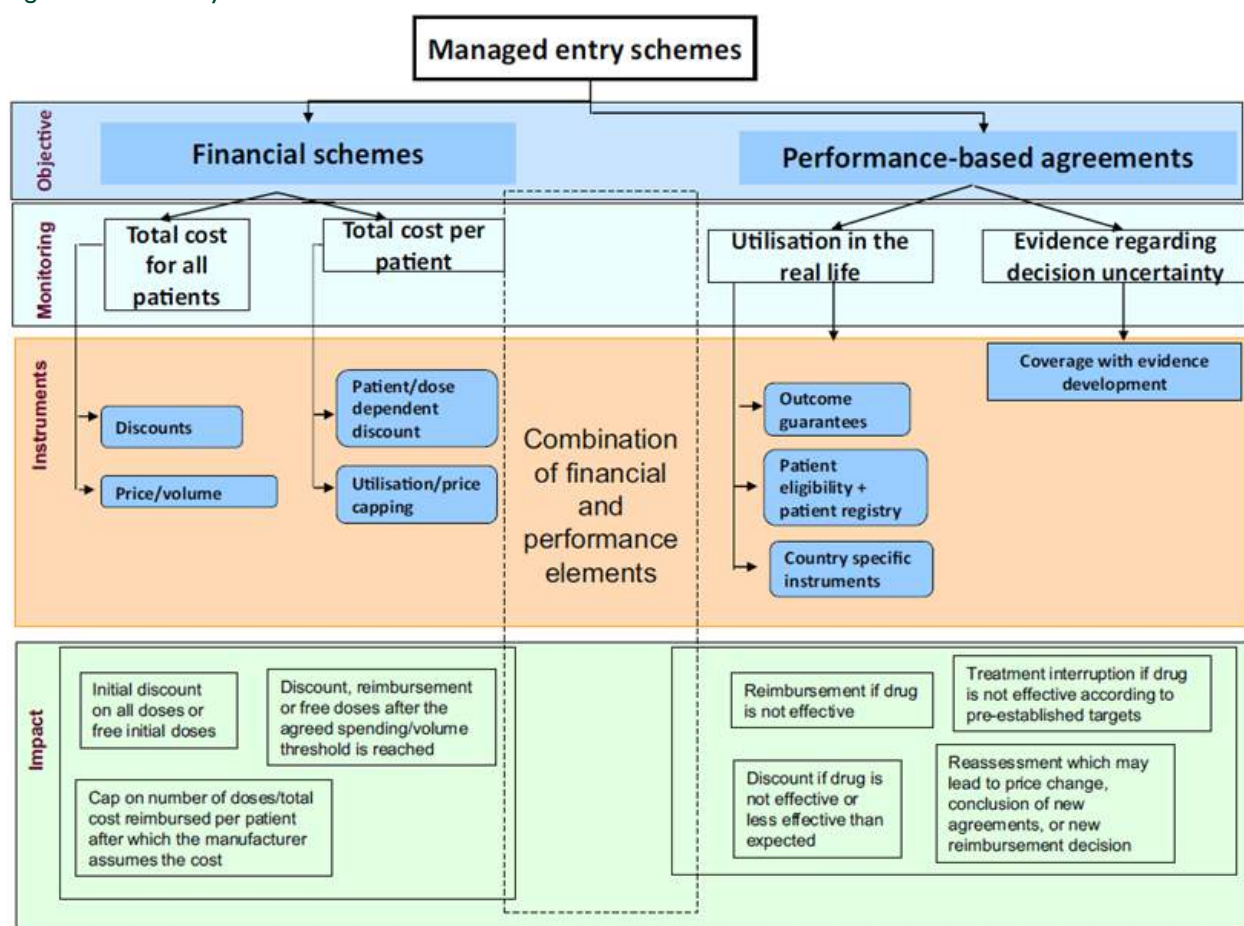 Managed entry schemes
Objective
Financial schemes
Performance-based agreements
Monitoring
Total cost
for all
patients
Total cost per
patient
Utilisation in the
real life
Evidence regarding
decision uncertainty
Instruments
Discounts
Price/volume
Patient/dose
dependent
discount
Utilisation/price
capping
Combination
of financial
and
performance
elements
Outcome
guarantees
Patient
eligibility +
patient registry
Country specific
instruments
Coverage with evidence
development
Impact
Initial discount
on all doses or
free initial doses
Discount, reimbursement
or free doses after the
agreed spending/volume
threshold is reached
Cap on number of doses/total
cost reimbursed per patient
after which the manufacturer
assumes the cost
Reimbursement if drug
is not effective
Treatment interruption if drug
is not effective according to
pre-established targets
Discount if drug is
not effective or
less effective than
expected
Reassessment which may
lead to price change,
conclusion of new
agreements, or new
reimbursement decision